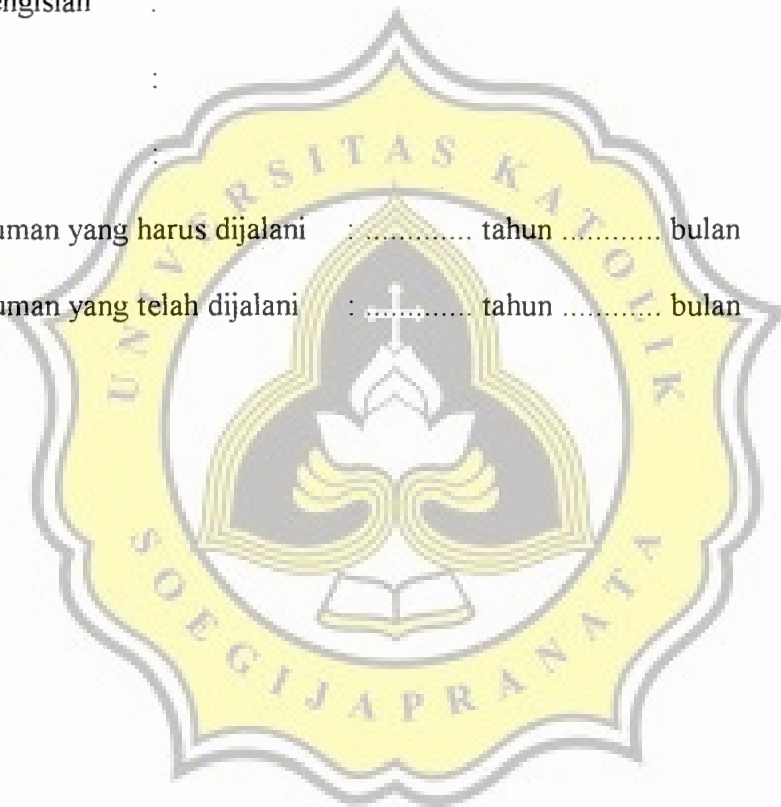 engisian :
:
:
uman yang harus dijalani : ............. tahun ............ bulan
uman yang telah dijalani : ............. tahun ............ bulan
UNIVERSITAS KATOLIK
SOEGIJAPRANATA